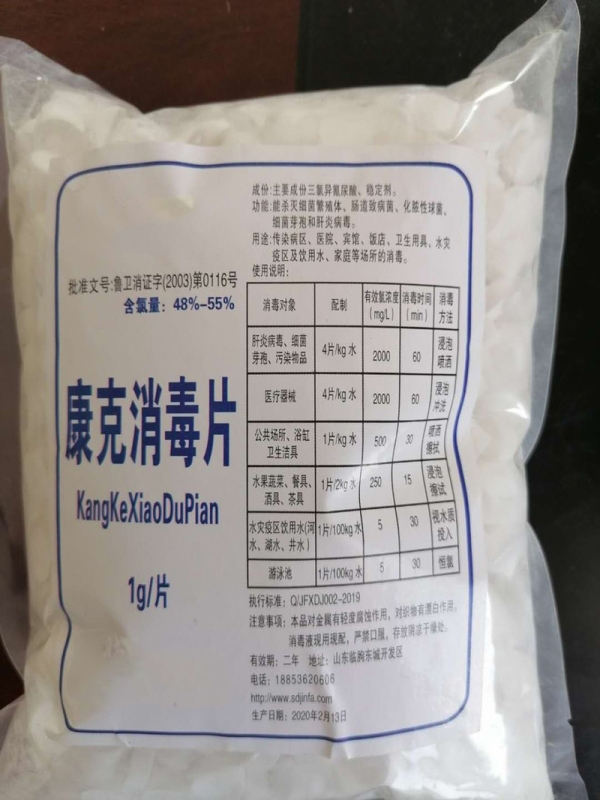 批准文号:鲁卫消证字(2003)第0116号
含氯量：48%-55%
康克消毒片
KangKeXiaoDuPian
1g/片
成份:主要成份三氯异氰尿酸、稳定剂。
功能:能杀灭细菌繁殖体、肠道致病菌、化脓性球菌、
细菌芽孢和肝炎病毒。
用途:传染病区、医院、宾馆、饭店、卫生用具、水灾
疫区及饮用水、家庭等场所的消毒。
使用说明:
消毒对象 配制 有效氯浓度(mg/L) 消毒时间(min) 消毒方法
肝炎病毒、细菌芽孢、污染物品 4片/kg 水 2000 60 浸泡喷洒
医疗器械 4片/kg 水 2000 60 浸泡冲洗
公共场所、浴缸卫生洁具 1片/kg 水 500 30 喷洒擦拭
水果蔬菜、餐具、酒具、茶具 1片/2kg 水 250 15 浸泡擦试
水灾疫区饮用水(河水、湖水、井水) 1片/100kg 水 5 30 视水质投入
游泳池 1片/100kg 水 5 30 恒氯
执行标准：Q/JFXDJ002-2019
注意事项：本品对金属有轻度腐蚀作用，对织物有漂白作用。
消毒液现用现配，严禁口服，存放阴凉干燥处。
有效期：二年 地址：山东临朐东城开发区
电话：18853620606
http://www.sdjinfa.com
生产日期：2020年2月13日